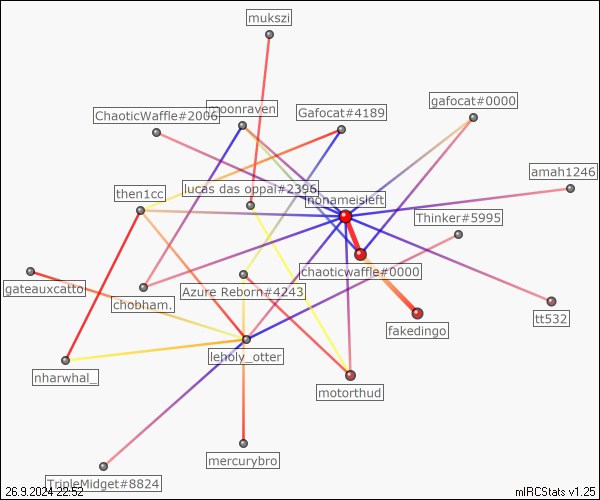 mukszi
gafocat#0000
ChaoticWaffle#2006
moonraven
Gafocat#4189
amah1246
lucas das oppai#2396
then1cc
nonameisleft
Thinker#5995
chaoticwaffle#0000
gateauxcatto
Azure Reborn#4243
chobham.
tt532
fakedingo
leholy_otter
nharwhal_
motorthud
mercurybro
TripleMidget#8824
26.9.2024 22:52
mIRCStats v1.25